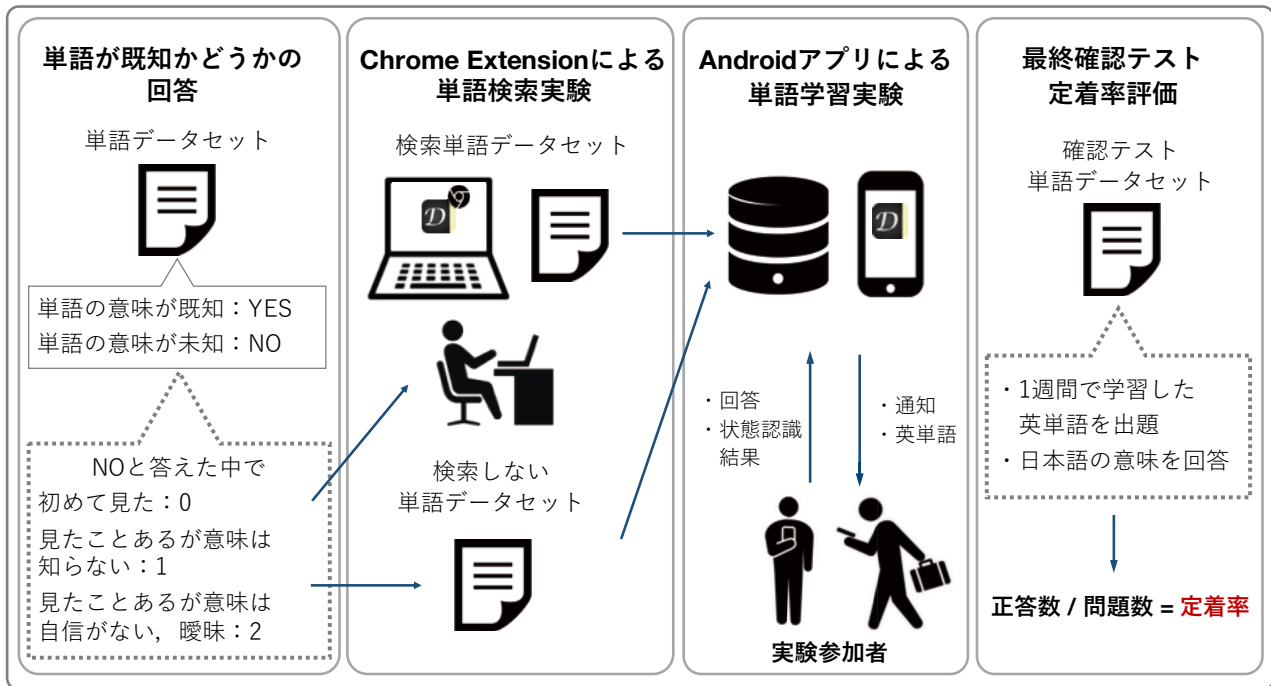 単語が既知かどうかの
回答
単語データセット
単語の意味が既知：YES
単語の意味が未知：NO
NOと答えた中で
初めて見た：0
見たことあるが意味は
知らない：1
見たことあるが意味は
自信がない，曖昧：2
Chrome Extensionによる
単語検索実験
検索単語データセット
D
検索しない
単語データセット
Androidアプリによる
単語学習実験
D
・回答
・状態認識
結果
・通知
・英単語
実験参加者
最終確認テスト
定着率評価
確認テスト
単語データセット
・1週間で学習した
英単語を出題
・日本語の意味を回答
正答数 / 問題数 = 定着率